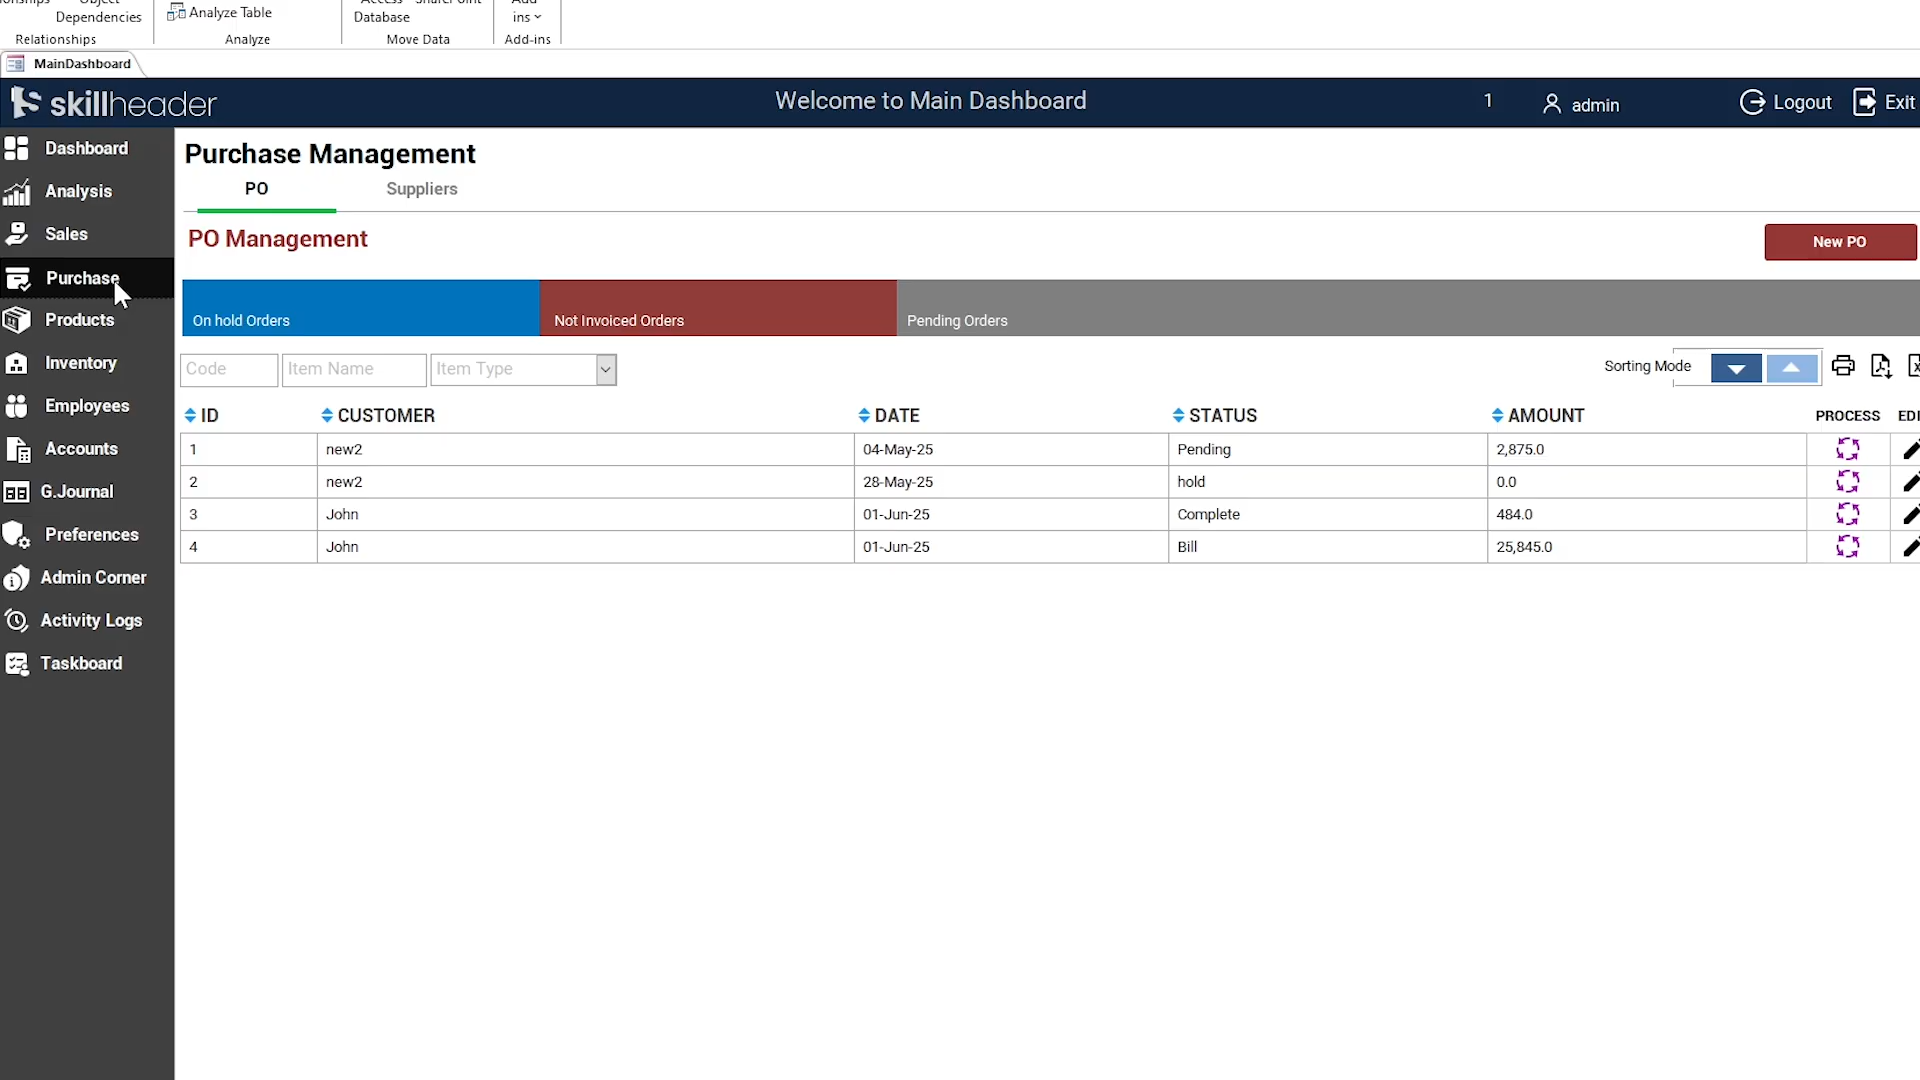 Dependencies
Analyze Table
Database
ins
Relationships
Analyze
Move Data
Add-ins
MainDashboard
skillheader
Welcome to Main Dashboard
1
admin
Logout
Exit
Dashboard
Analysis
Sales
Purchase
Products
Inventory
Employees
Accounts
G.Journal
Preferences
Admin Corner
Activity Logs
Taskboard
Purchase Management
PO Suppliers
PO Management
New PO
On hold Orders Not Invoiced Orders Pending Orders
Code Item Name Item Type Sorting Mode
ID CUSTOMER DATE STATUS AMOUNT PROCESS
1 new2 04-May-25 Pending 2,875.0
2 new2 28-May-25 hold 0.0
3 John 01-Jun-25 Complete 484.0
4 John 01-Jun-25 Bill 25,845.0